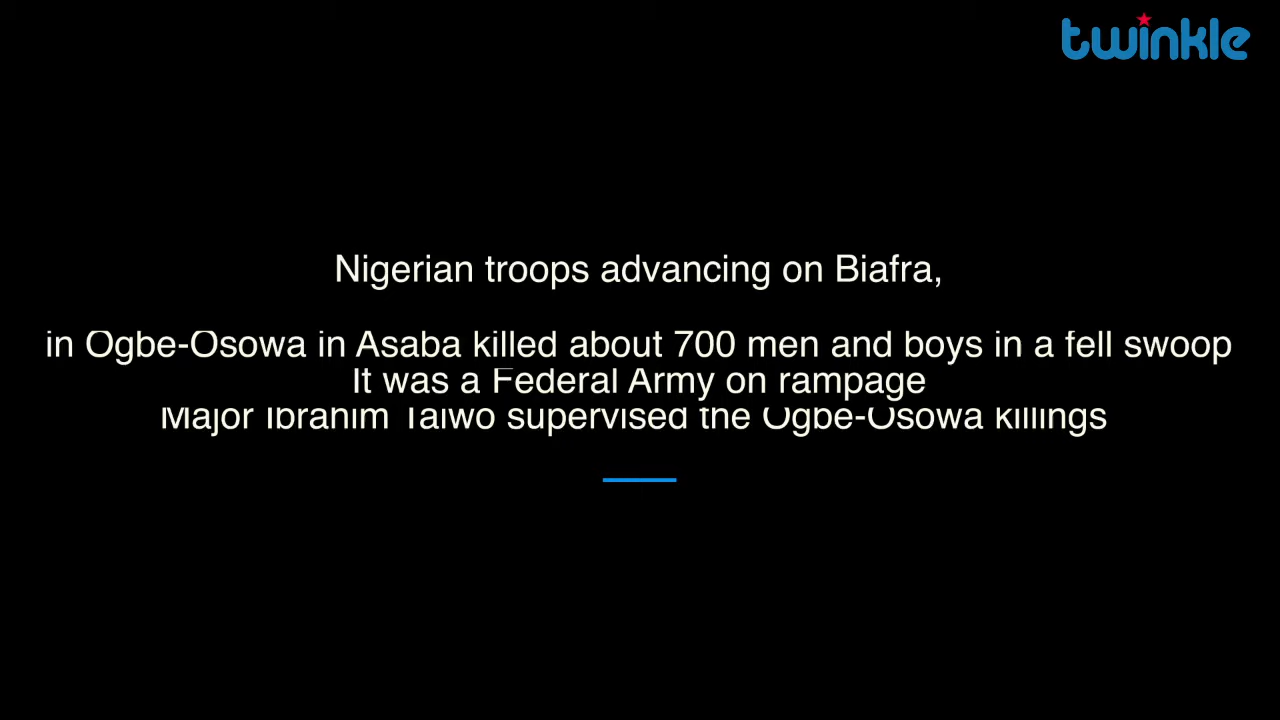 twinkle
Nigerian troops advancing on Biafra,
in Ogbe-Osowa in Asaba killed about 700 men and boys in a fell swoop
It was a Federal Army on rampage
Major Ibrahim Taiwo supervised the Ogbe-Osowa killings